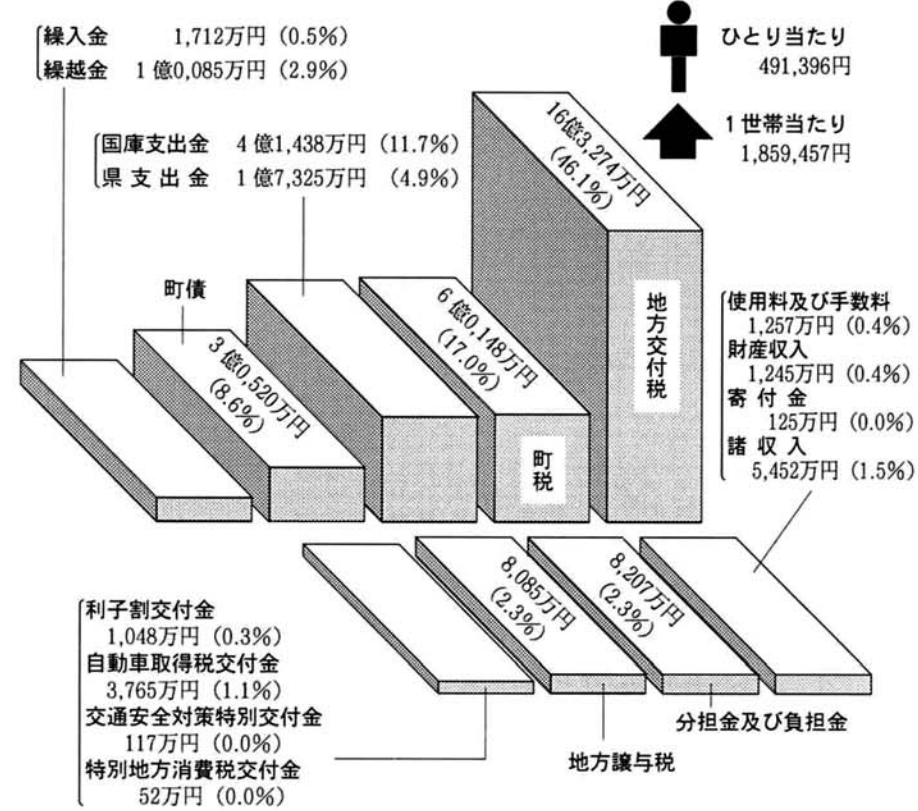 繰入金 1,712万円 (0.5%)
繰越金 1億0,085万円 (2.9%)
国庫支出金 4億1,438万円 (11.7%)
県支出金 1億7,325万円 (4.9%)
ひとり当たり
491,396円
1世帯当たり
1,859,457円
町債
3億0,520万円
(8.6%)
6億0,148万円
(17.0%)
町税
16億3,274万円
(46.1%)
地方交付税
使用料及び手数料
1,257万円 (0.4%)
財産収入
1,245万円 (0.4%)
寄付金
125万円 (0.0%)
諸収入
5,452万円 (1.5%)
利子割交付金
1,048万円 (0.3%)
自動車取得税交付金
3,765万円 (1.1%)
交通安全対策特別交付金
117万円 (0.0%)
特別地方消費税交付金
52万円 (0.0%)
8,085万円
(2.3%)
地方譲与税
8,207万円
(2.3%)
分担金及び負担金